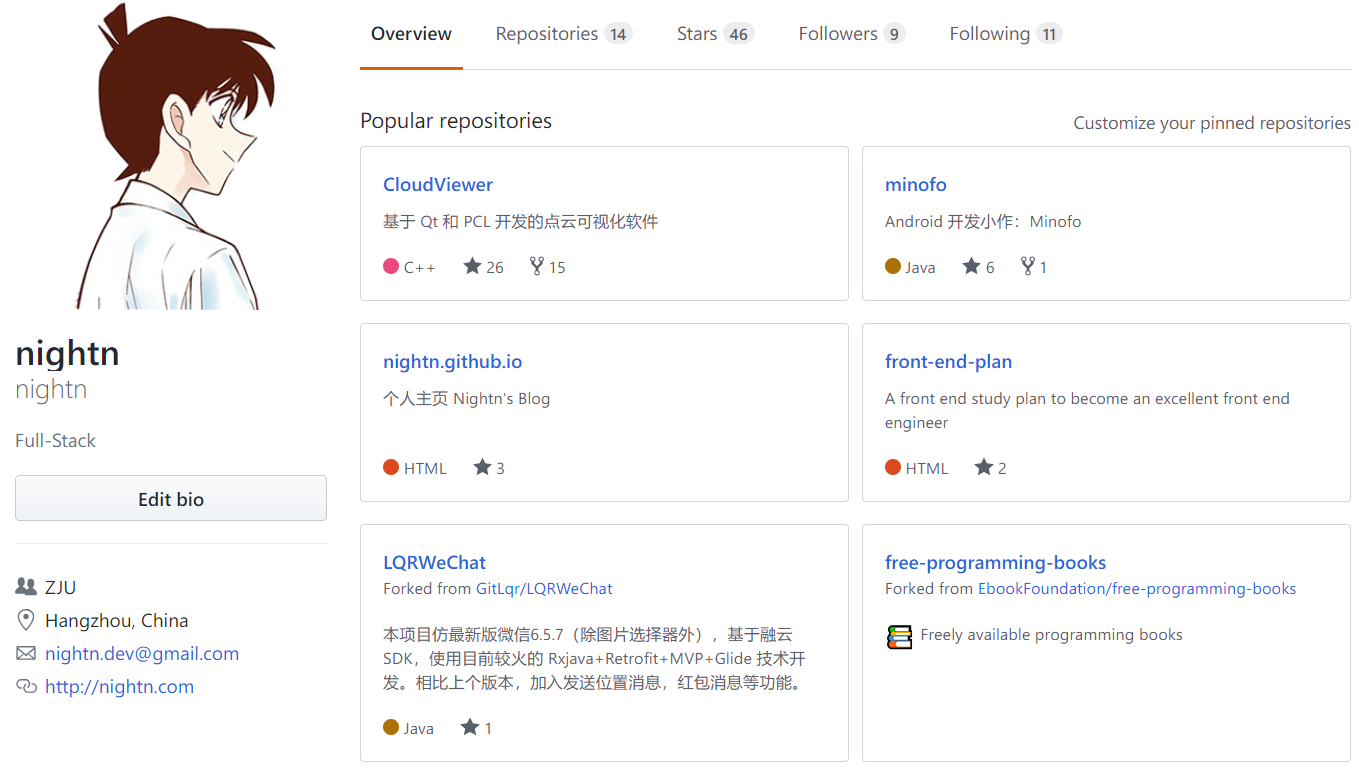 Overview Repositories 14 Stars 46 Followers 9 Following 11
Popular repositories
Customize your pinned repositories
CloudViewer
基于 Qt 和 PCL 开发的点云可视化软件
C++ 26 15
minofo
Android 开发小作：Minofo
Java 6 1
nightn.github.io
个人主页 Nightn's Blog
HTML 3
front-end-plan
A front end study plan to become an excellent front end
engineer
HTML 2
LQRWeChat
Forked from GitLqr/LQRWeChat
本项目仿最新版微信6.5.7（除图片选择器外），基于融云
SDK，使用目前较火的 Rxjava+Retrofit+MVP+Glide 技术开
发。相比上个版本，加入发送位置消息，红包消息等功能。
Java 1
free-programming-books
Forked from EbookFoundation/free-programming-books
Freely available programming books
nightn
nightn
Full-Stack
Edit bio
ZJU
Hangzhou, China
nightn.dev@gmail.com
http://nightn.com